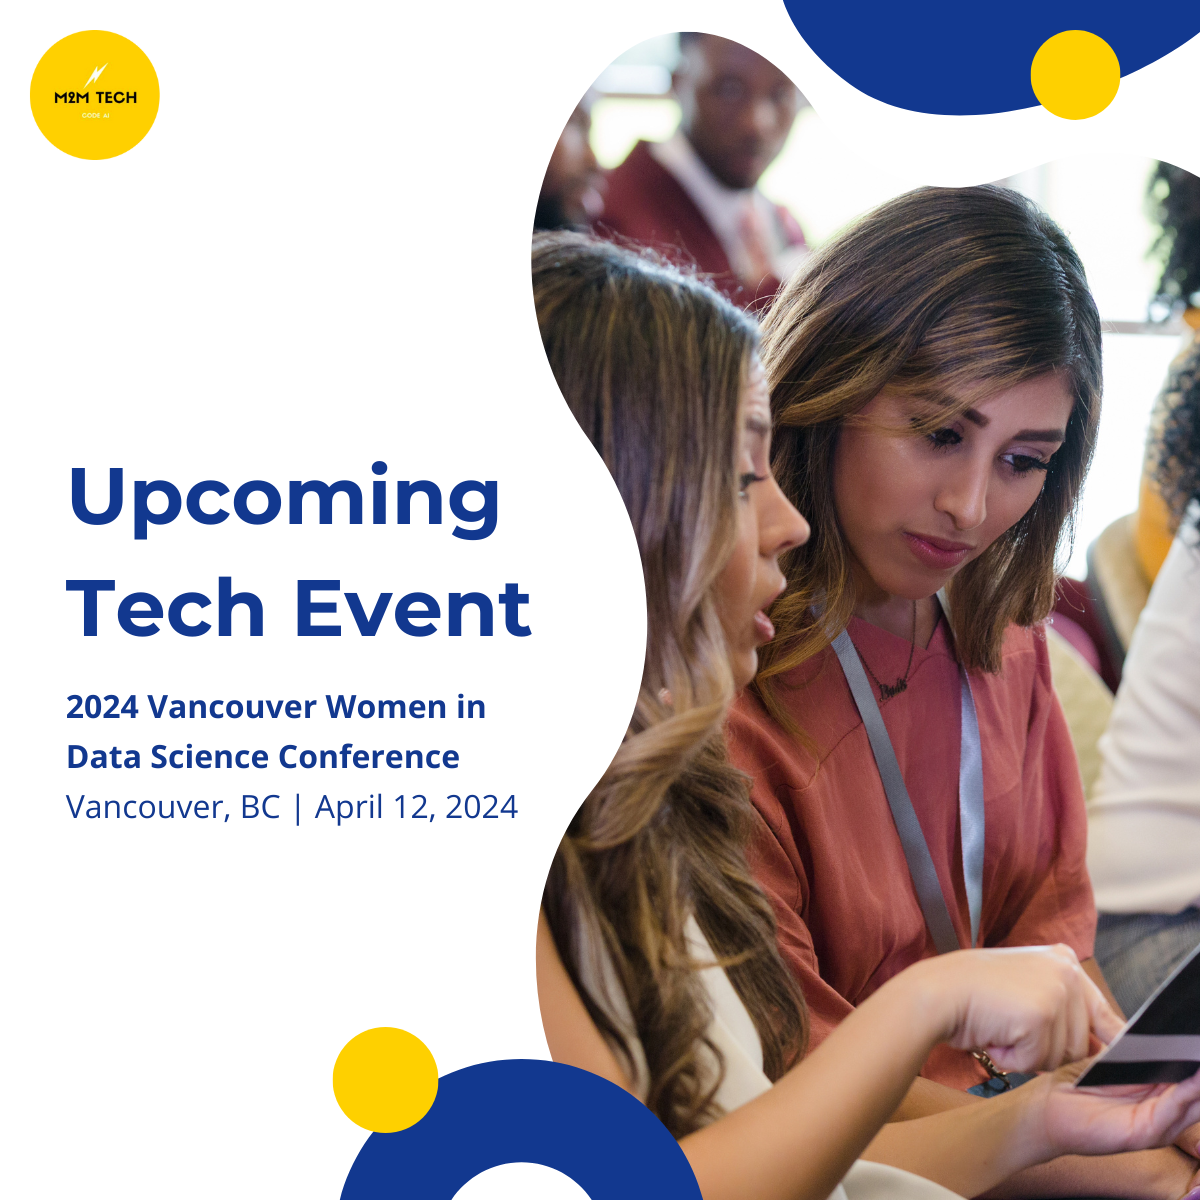 M2M TECH
CODE AI
Upcoming
Tech Event
2024 Vancouver Women in
Data Science Conference
Vancouver, BC | April 12, 2024